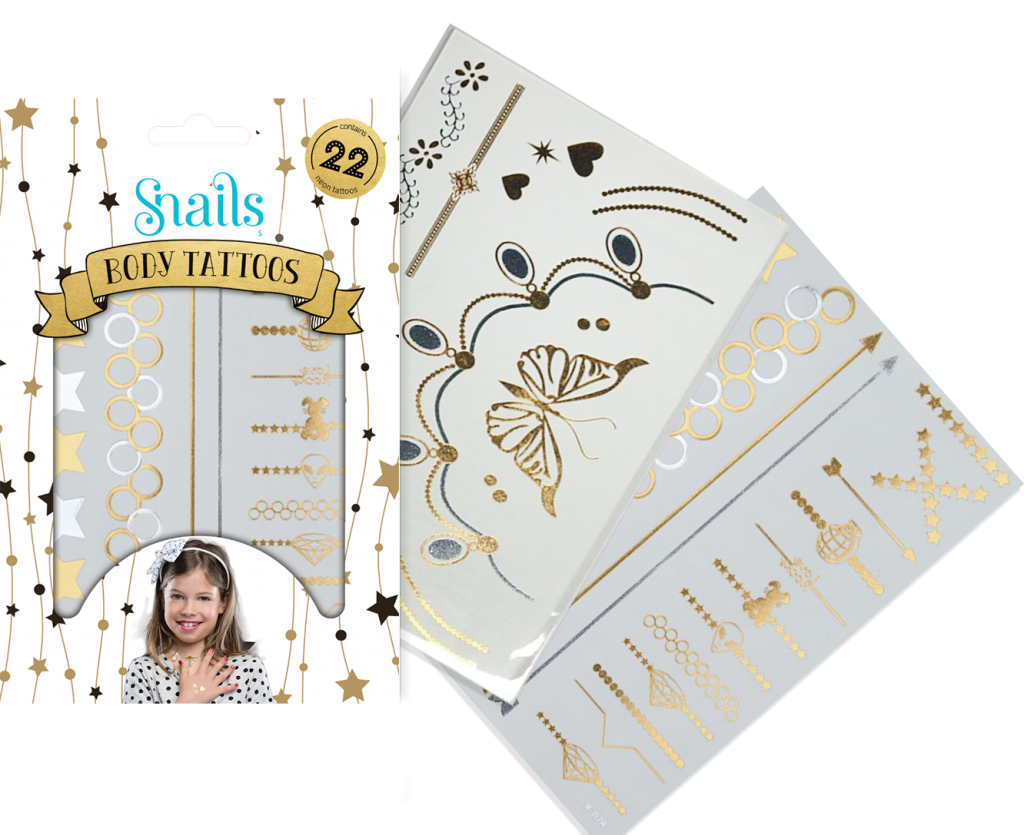 contains
22
neon tattoos
Snails
S
BODY TATTOOS